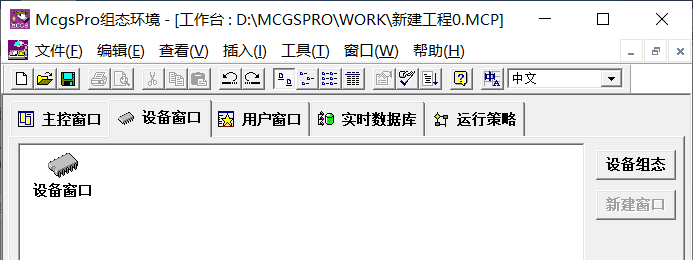 McgsPro组态环境 - [工作台 : D:\MCGSPRO\WORK\新建工程0.MCP]
文件(F) 编辑(E) 查看(V) 插入(I) 工具(T) 窗口(W) 帮助(H)
中文
主控窗口 设备窗口 用户窗口 实时数据库 运行策略
设备窗口
设备组态
新建窗口